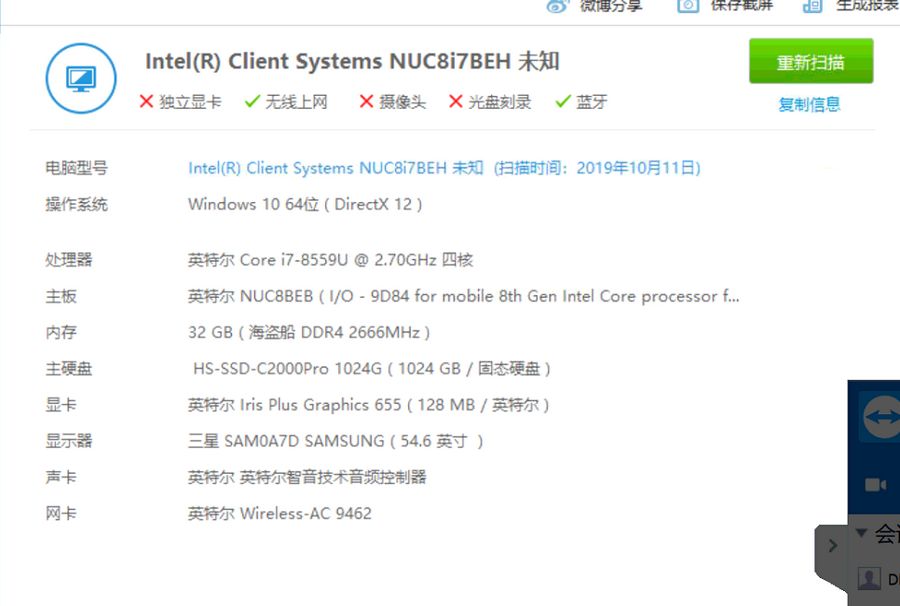 微博分享 保存截屏 生成报表
Intel(R) Client Systems NUC8i7BEH 未知
重新扫描
独立显卡 无线上网 摄像头 光盘刻录 蓝牙
复制信息
电脑型号 Intel(R) Client Systems NUC8i7BEH 未知 (扫描时间：2019年10月11日)
操作系统 Windows 10 64位 ( DirectX 12 )
处理器 英特尔 Core i7-8559U @ 2.70GHz 四核
主板 英特尔 NUC8BEB ( I/O - 9D84 for mobile 8th Gen Intel Core processor f...
内存 32 GB ( 海盗船 DDR4 2666MHz )
主硬盘 HS-SSD-C2000Pro 1024G ( 1024 GB / 固态硬盘 )
显卡 英特尔 Iris Plus Graphics 655 ( 128 MB / 英特尔 )
显示器 三星 SAM0A7D SAMSUNG ( 54.6 英寸 )
声卡 英特尔 英特尔智音技术音频控制器
网卡 英特尔 Wireless-AC 9462